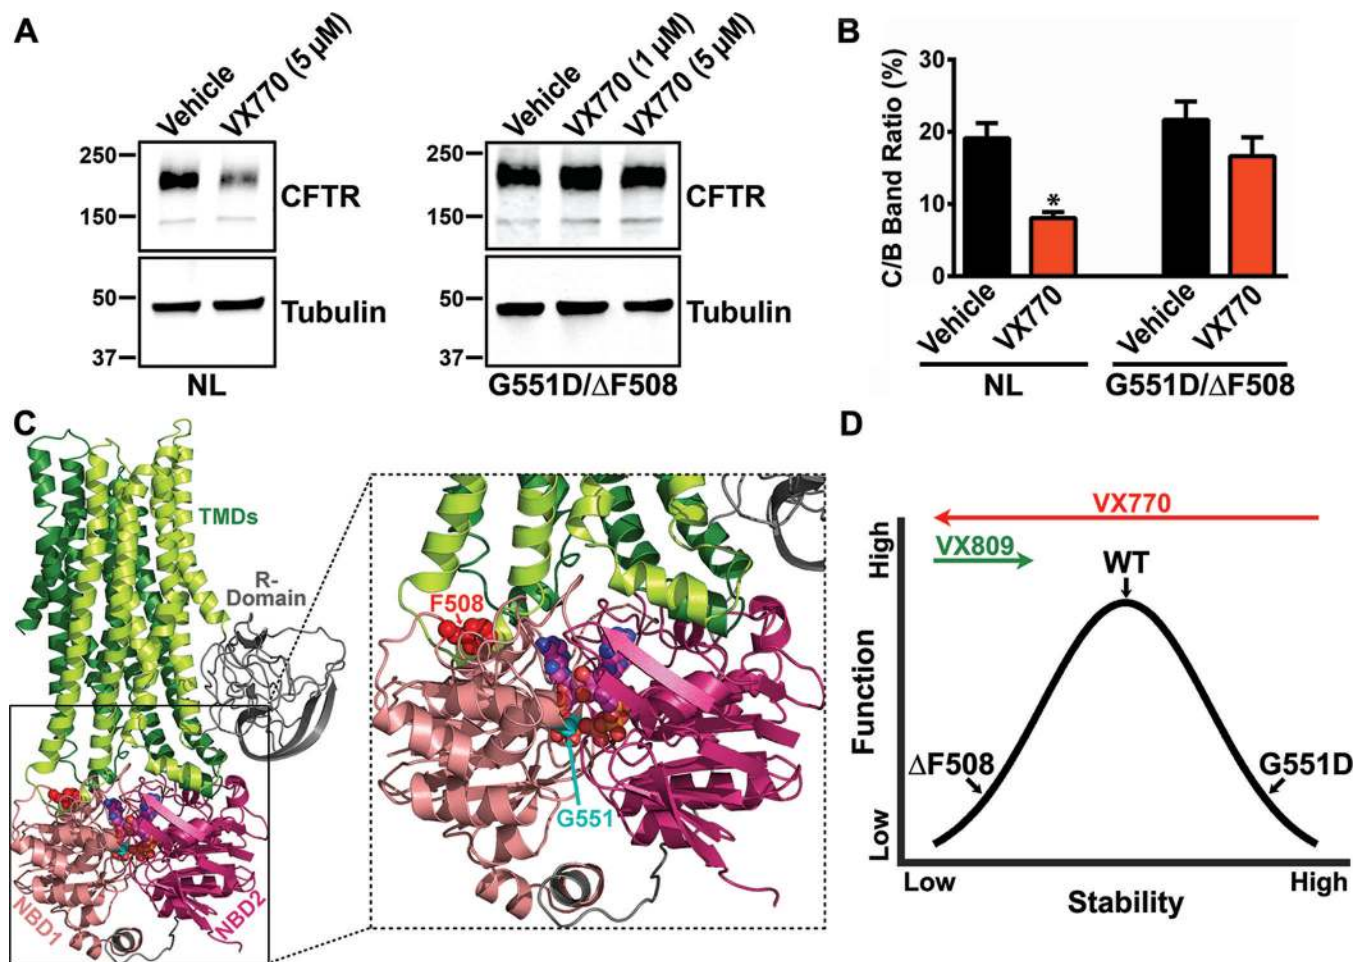 A
Vehicle
VX770 (5 µM)
250
150
CFTR
50
37
Tubulin
NL
Vehicle
VX770 (1 µM)
VX770 (5 µM)
250
150
CFTR
50
37
Tubulin
G551D/ΔF508
B
C/B Band Ratio (%)
30
20
10
0
*
Vehicle
VX770
Vehicle
VX770
NL
G551D/ΔF508
C
TMDs
R-
Domain
NBD1
NBD2
F508
G551
D
VX770
VX809
WT
ΔF508
G551D
High
Function
Low
Low
High
Stability